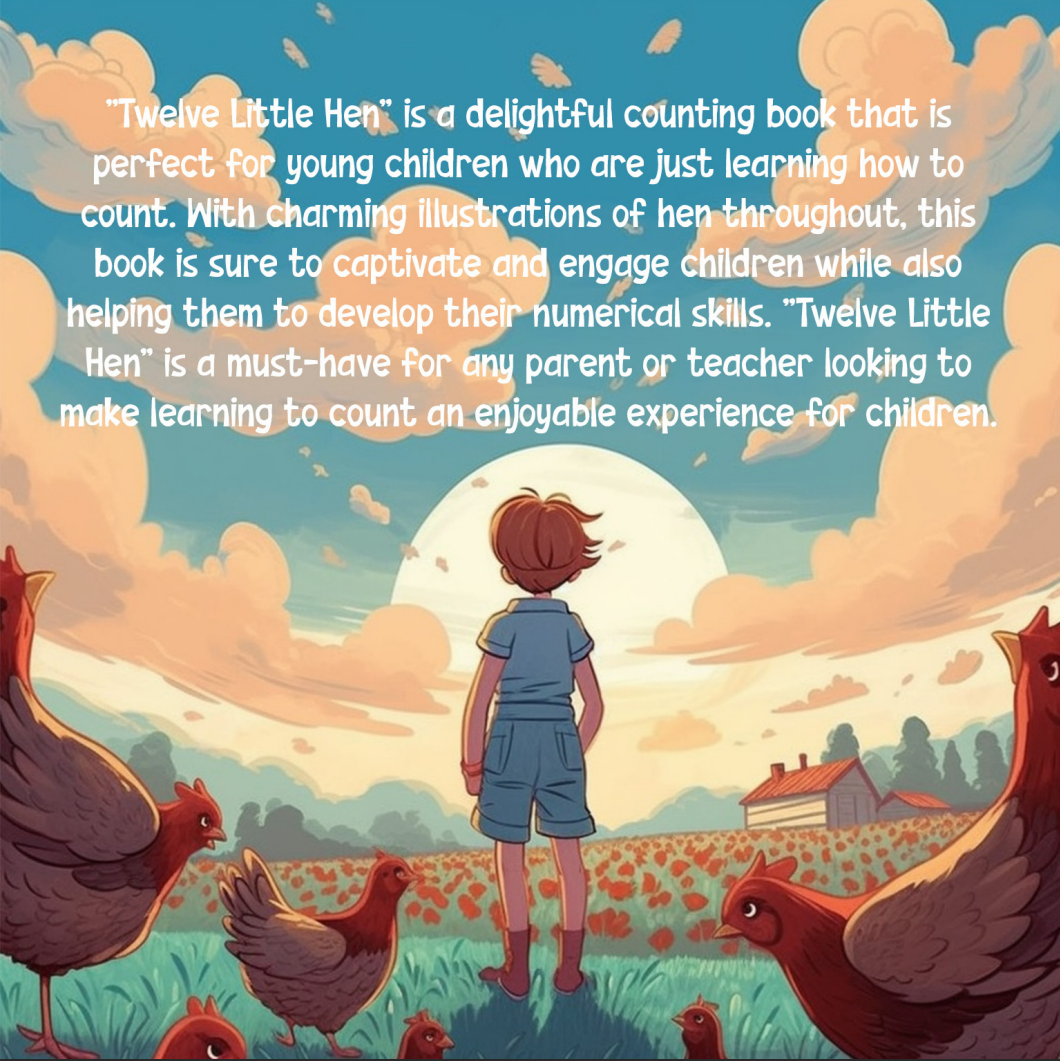 "Twelve Little Hen" is a delightful counting book that is
perfect for young children who are just learning how to
count. With charming illustrations of hen throughout, this
book is sure to captivate and engage children while also
helping them to develop their numerical skills. "Twelve Little
Hen" is a must-have for any parent or teacher looking to
make learning to count an enjoyable experience for children.